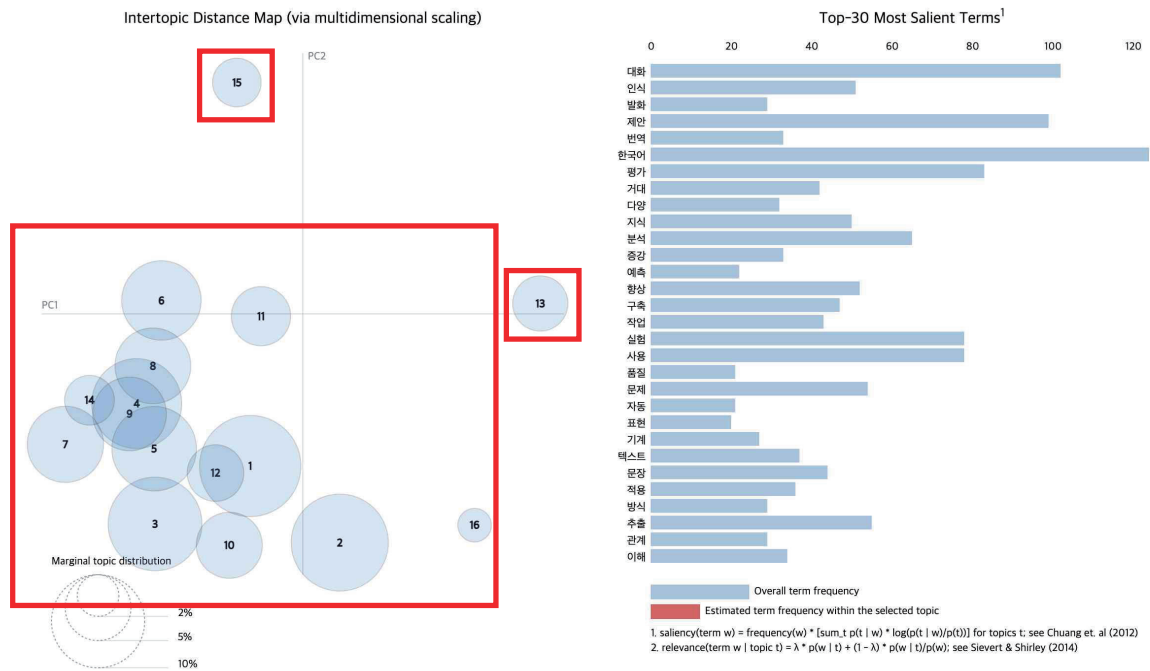 Intertopic Distance Map (via multidimensional scaling)
PC2
PC1
15
6
11
13
8
14
4
9
7
5
12
1
3
10
2
16
Marginal topic distribution
2%
5%
10%
Top-30 Most Salient Terms1
0 20 40 60 80 100 120
대화
인식
발화
제안
번역
한국어
평가
거대
다양
지식
분석
증강
예측
향상
구축
작업
실험
사용
품질
문제
자동
표현
기계
텍스트
문장
적용
방식
추출
관계
이해
Overall term frequency
Estimated term frequency within the selected topic
1. saliency(term w) = frequency(w) * [sum_t p(t | w) * log(p(t | w)/p(t))] for topics t; see Chuang et. al (2012)
2. relevance(term w | topic t) = λ * p(w | t) + (1 - λ) * p(w | t)/p(w); see Sievert & Shirley (2014)